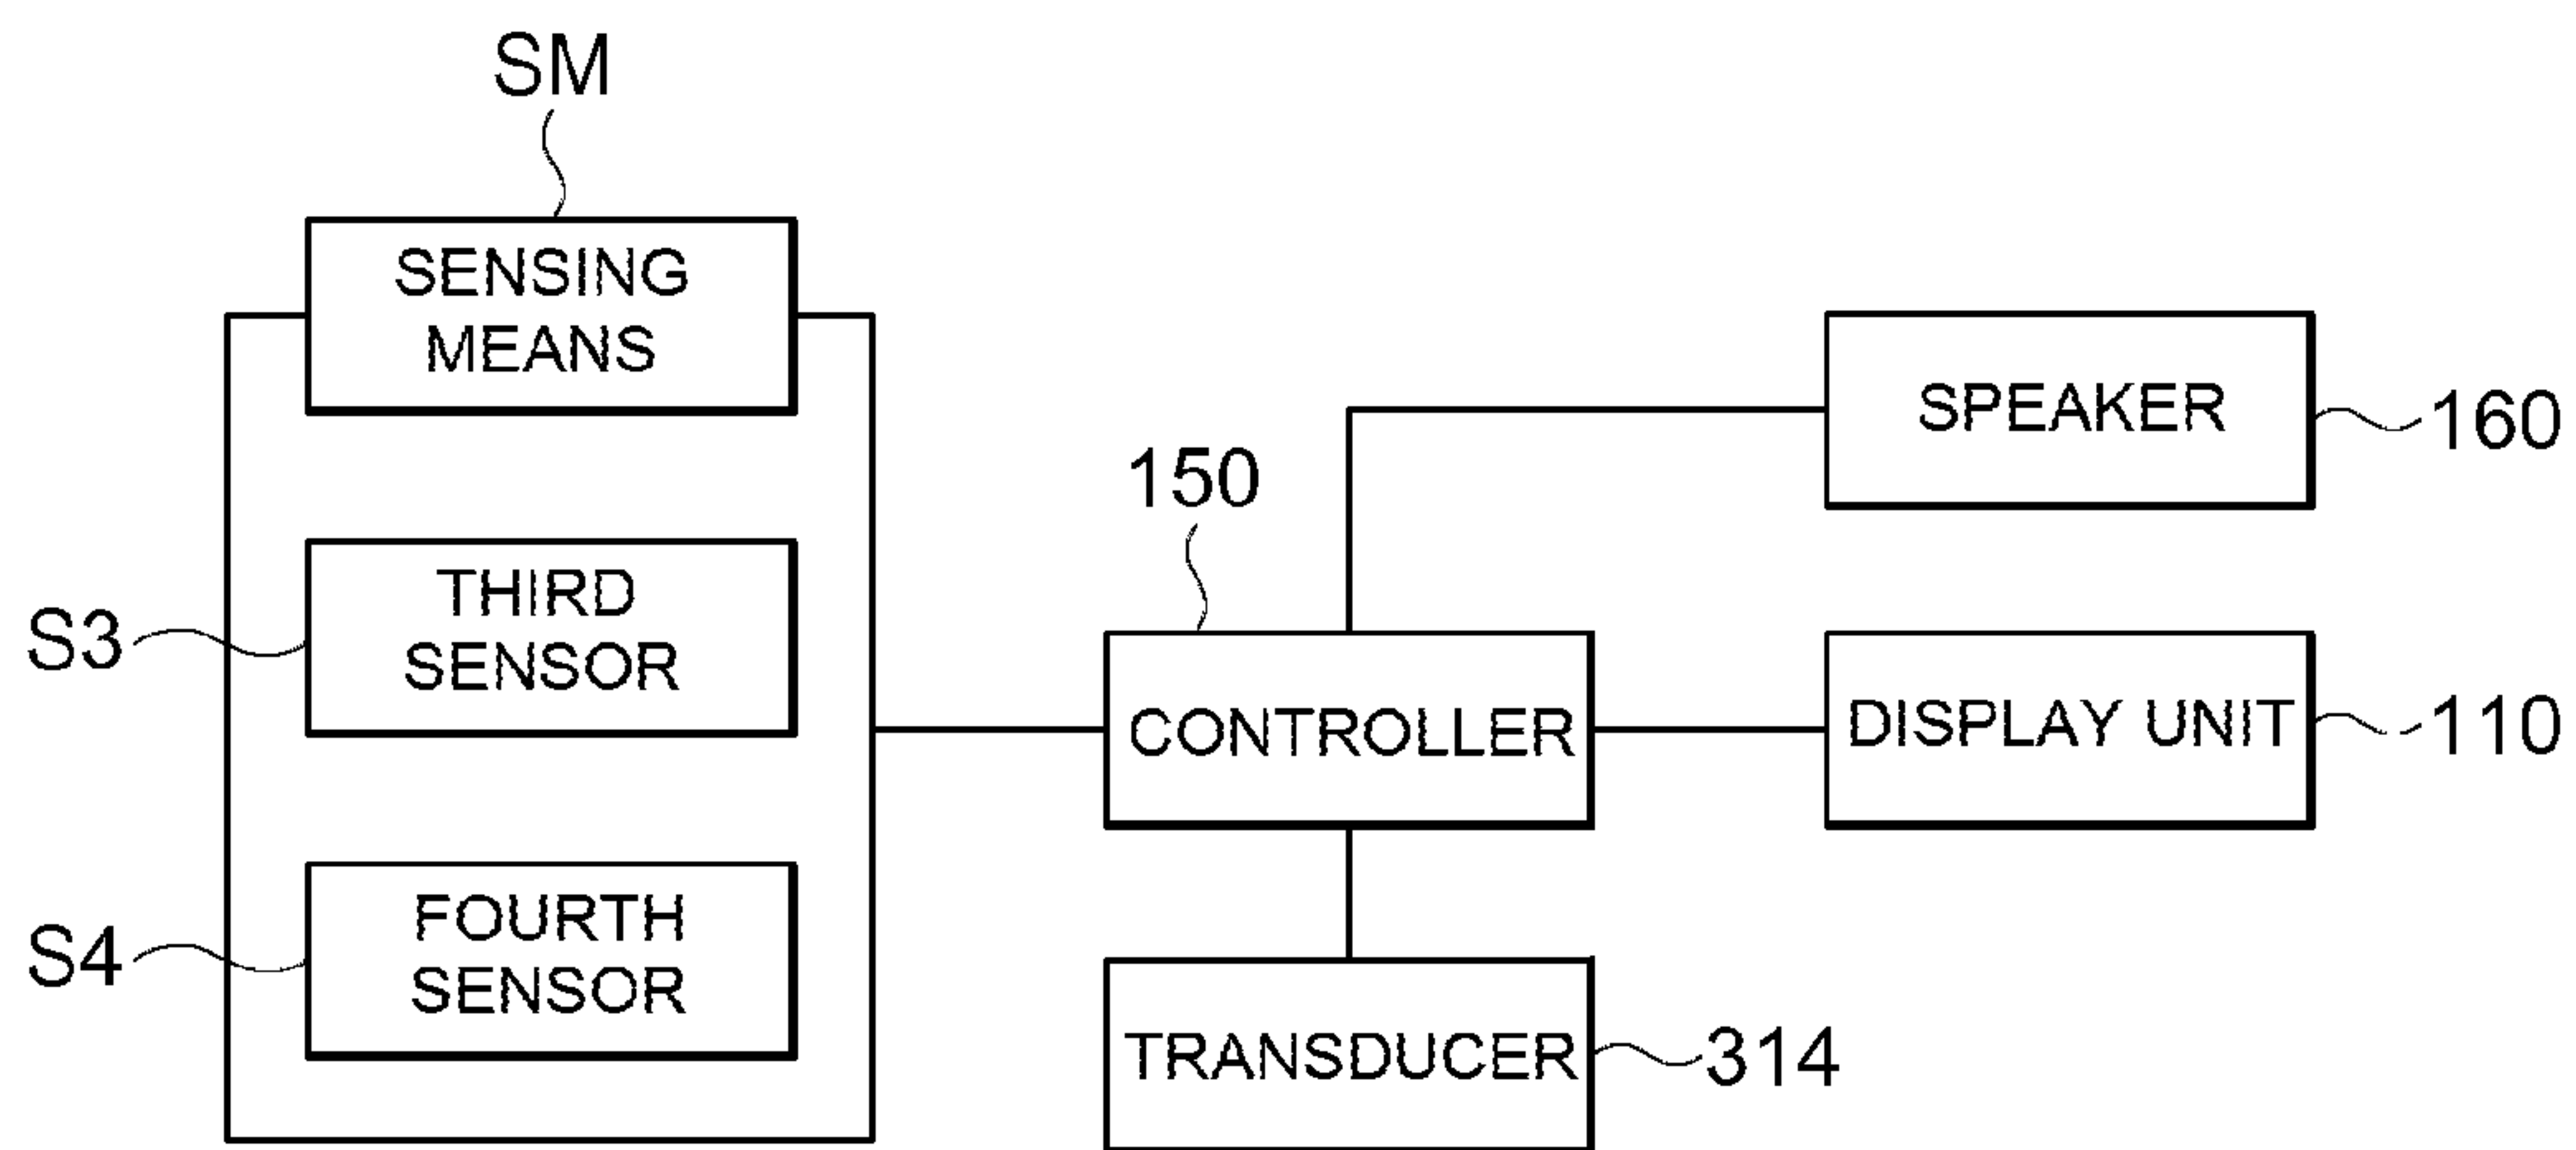 SM
SENSING
MEANS
SPEAKER
160
150
THIRD
SENSOR
S3
CONTROLLER
DISPLAY UNIT
110
FOURTH
SENSOR
S4
TRANSDUCER
314